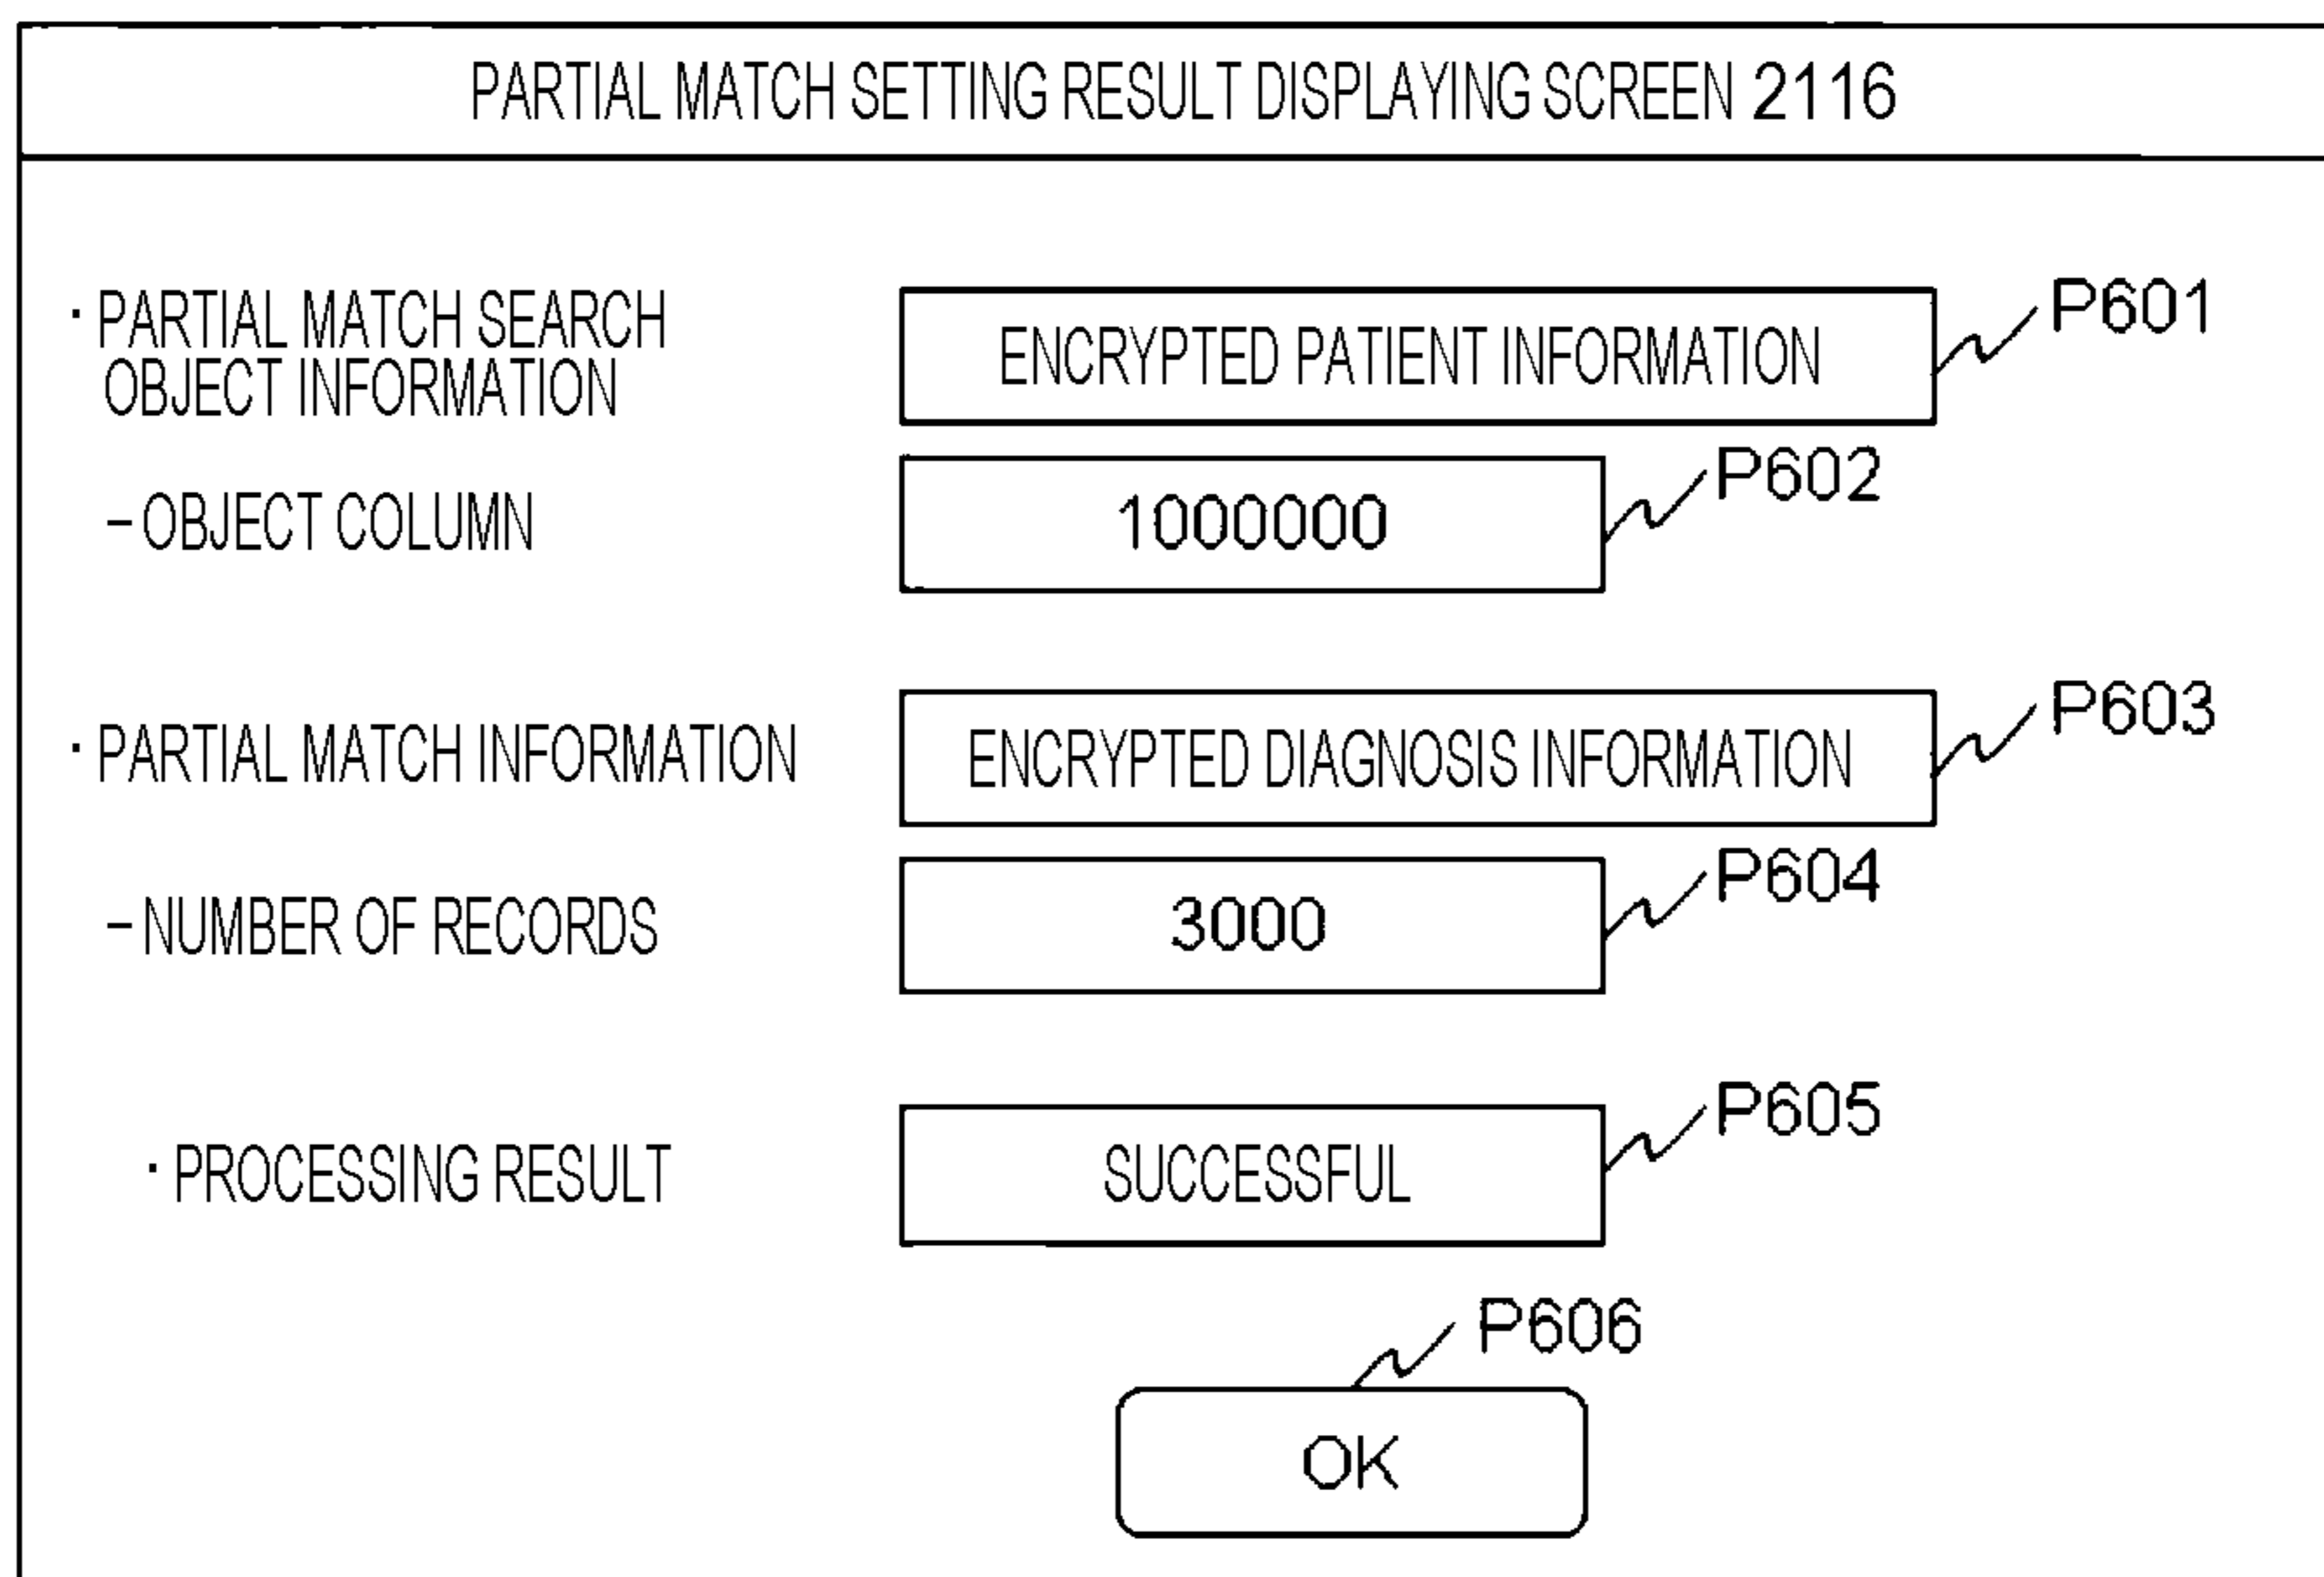 PARTIAL MATCH SETTING RESULT DISPLAYING SCREEN 2116
· PARTIAL MATCH SEARCH
OBJECT INFORMATION
ENCRYPTED PATIENT INFORMATION
P601
– OBJECT COLUMN
1000000
P602
· PARTIAL MATCH INFORMATION
ENCRYPTED DIAGNOSIS INFORMATION
P603
– NUMBER OF RECORDS
3000
P604
· PROCESSING RESULT
SUCCESSFUL
P605
P606
OK